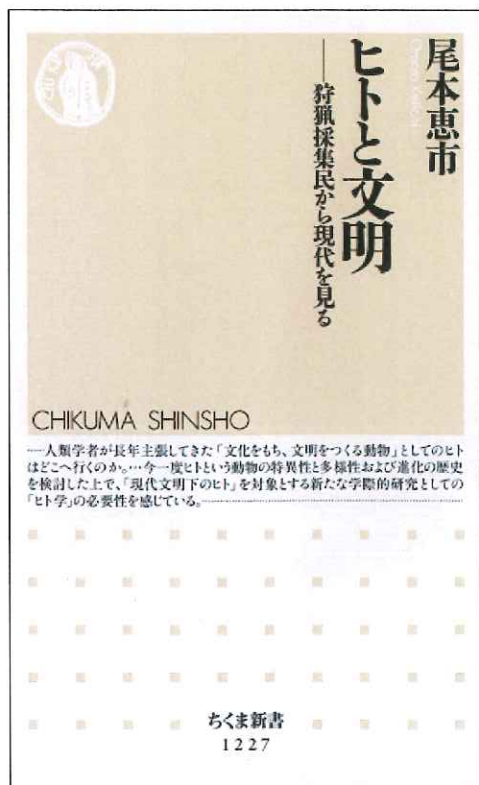 尾本恵市
ヒトと文明
――狩猟採集民から現代を見る
CHIKUMA SHINSHO
……人類学者が長年主張してきた「文化をもち、文明をつくる動物」としてのヒト
はどこへ行くのか。…今一度ヒトという動物の特異性と多様性および進化の歴史
を検討した上で、「現代文明下のヒト」を対象とする新たな学際的研究としての
「ヒト学」の必要性を感じている。……………………………………
ちくま新書
1227